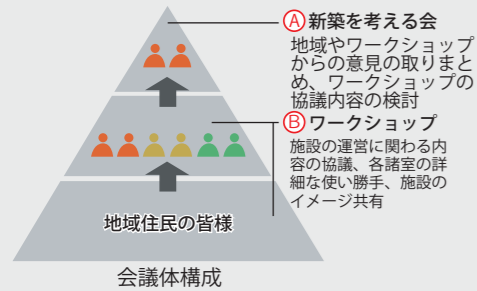 Ⓐ新築を考える会
地域やワークショップ
からの意見の取りまと
め、ワークショップの
協議内容の検討
Ⓑワークショップ
施設の運営に関わる内
容の協議、各諸室の詳
細な使い勝手、施設の
イメージ共有
地域住民の皆様
会議体構成